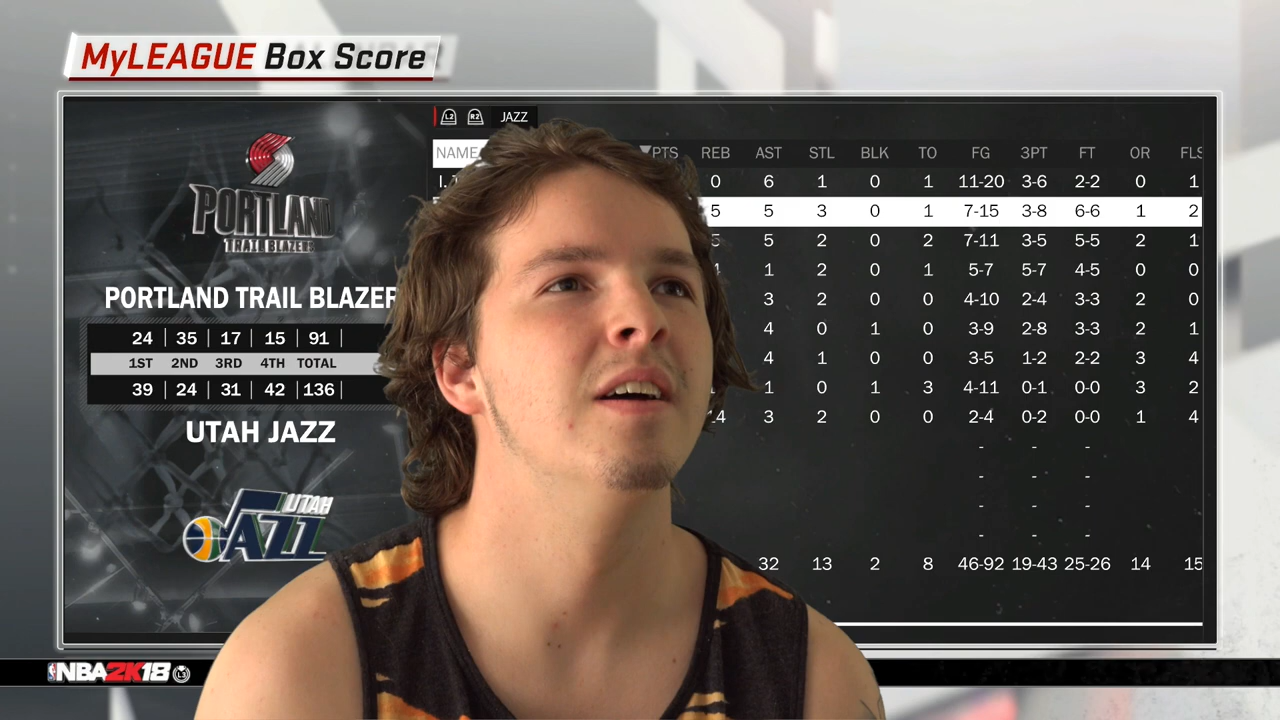 MyLEAGUE Box Score
L2 R2 JAZZ
NAME PTS REB AST STL BLK TO FG 3PT FT OR FLS
I. 0 6 1 0 1 11-20 3-6 2-2 0 1
5 5 3 0 1 7-15 3-8 6-6 1 2
5 5 2 0 2 7-11 3-5 5-5 2 1
1 2 0 1 5-7 5-7 4-5 0 0
3 2 0 0 4-10 2-4 3-3 2 0
4 0 1 0 3-9 2-8 3-3 2 1
4 1 0 0 3-5 1-2 2-2 3 4
1 0 1 3 4-11 0-1 0-0 3 2
14 3 2 0 0 2-4 0-2 0-0 1 4
- - -
- - -
- - -
- - -
32 13 2 8 46-92 19-43 25-26 14 15
PORTLAND
TRAIL BLAZERS
PORTLAND TRAIL BLAZER
24 35 17 15 91
1ST 2ND 3RD 4TH TOTAL
39 24 31 42 136
UTAH JAZZ
UTAH
JAZZ
NBA2K18 L3